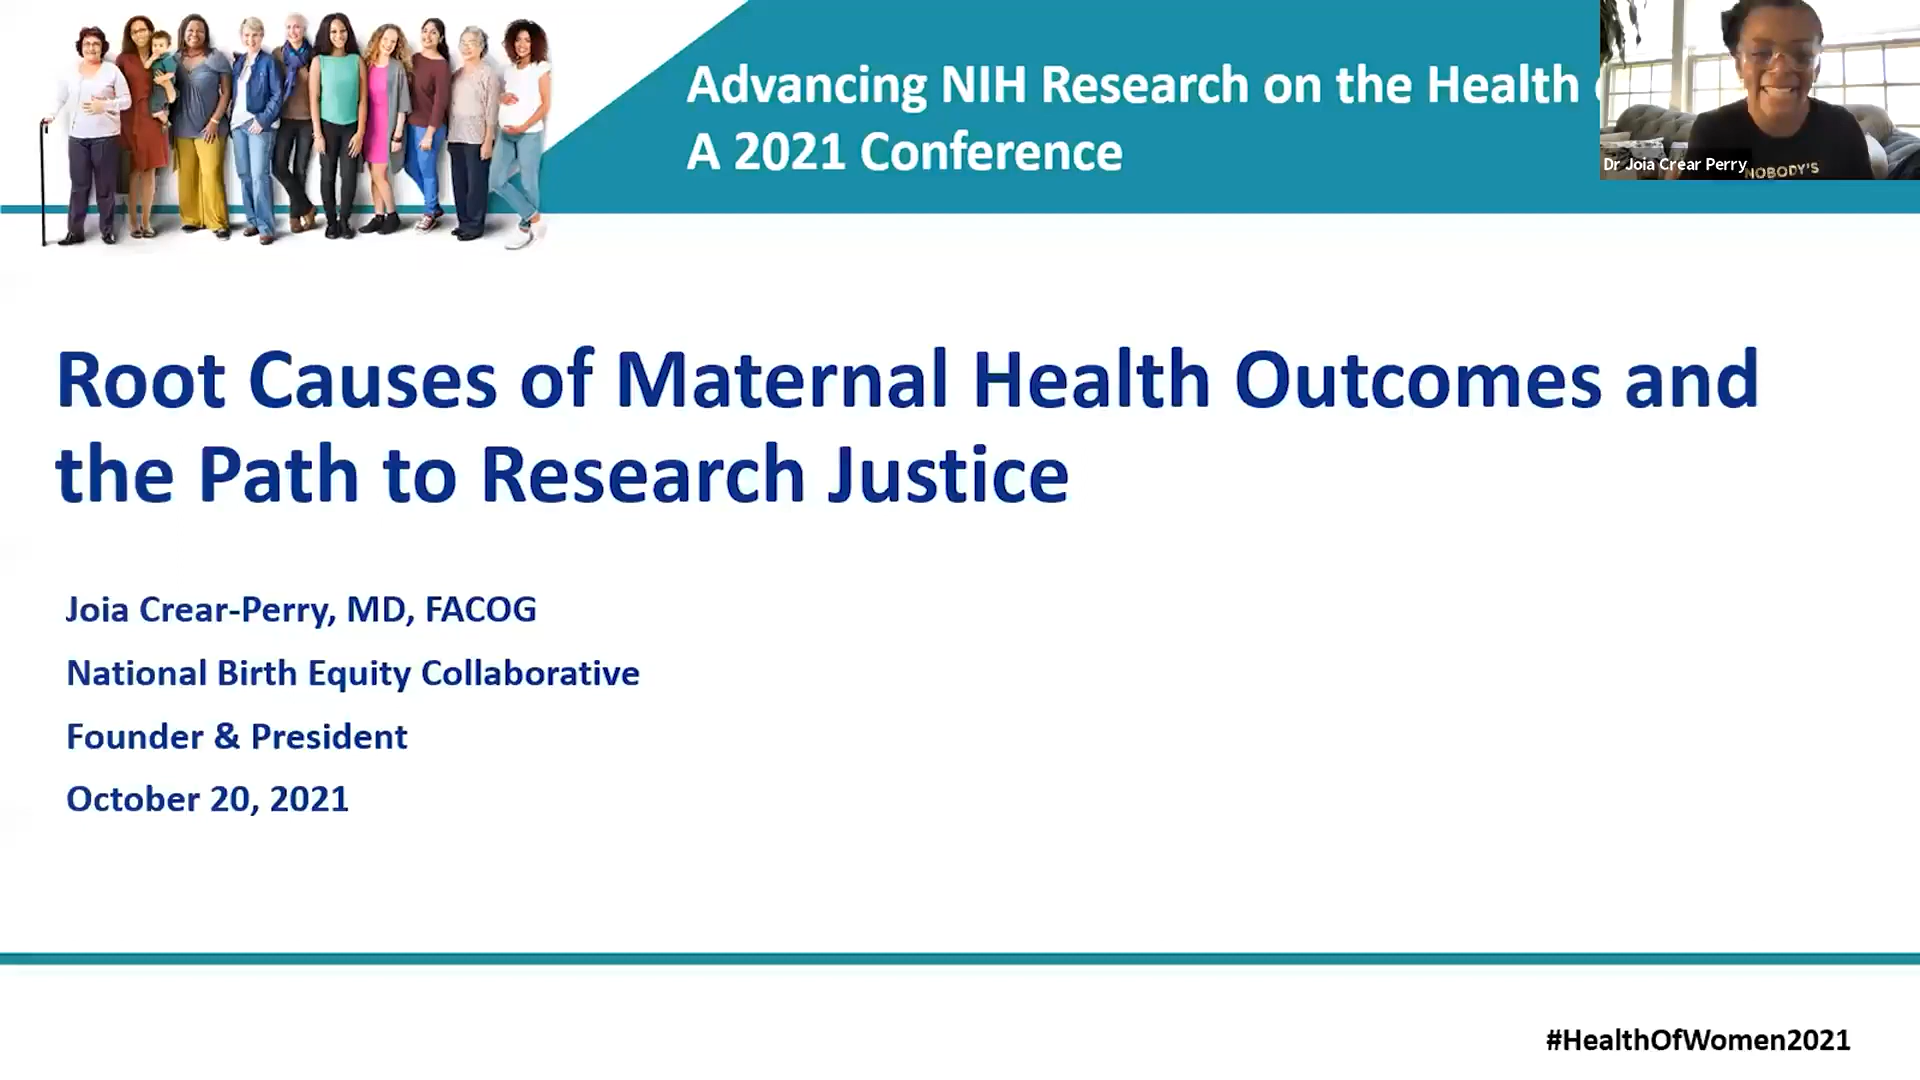 Advancing NIH Research on the Health
A 2021 Conference
Dr Joia Crear Perry
NOBODY'S
Root Causes of Maternal Health Outcomes and
the Path to Research Justice
Joia Crear-Perry, MD, FACOG
National Birth Equity Collaborative
Founder & President
October 20, 2021
#HealthOfWomen2021